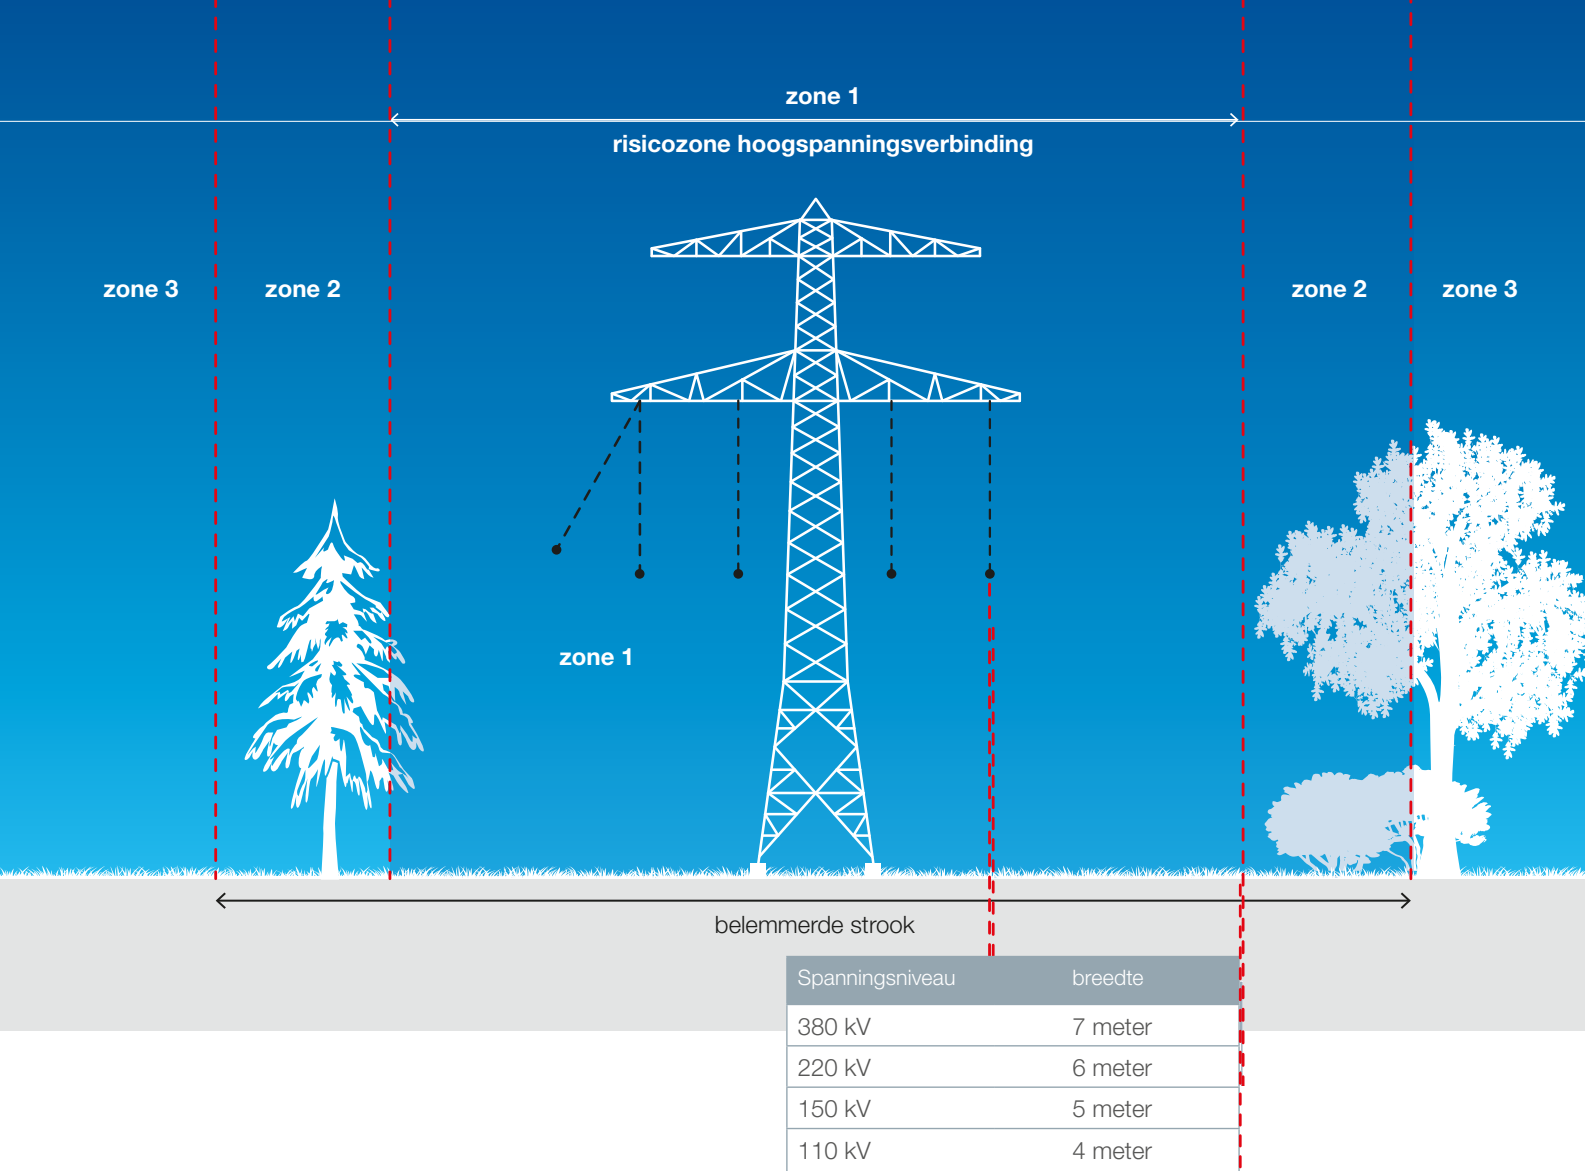 zone 1
risicozone hoogspanningsverbinding
zone 3
zone 2
zone 2
zone 3
zone 1
belemmerde strook
Spanningsniveau breedte
380 kV 7 meter
220 kV 6 meter
150 kV 5 meter
110 kV 4 meter